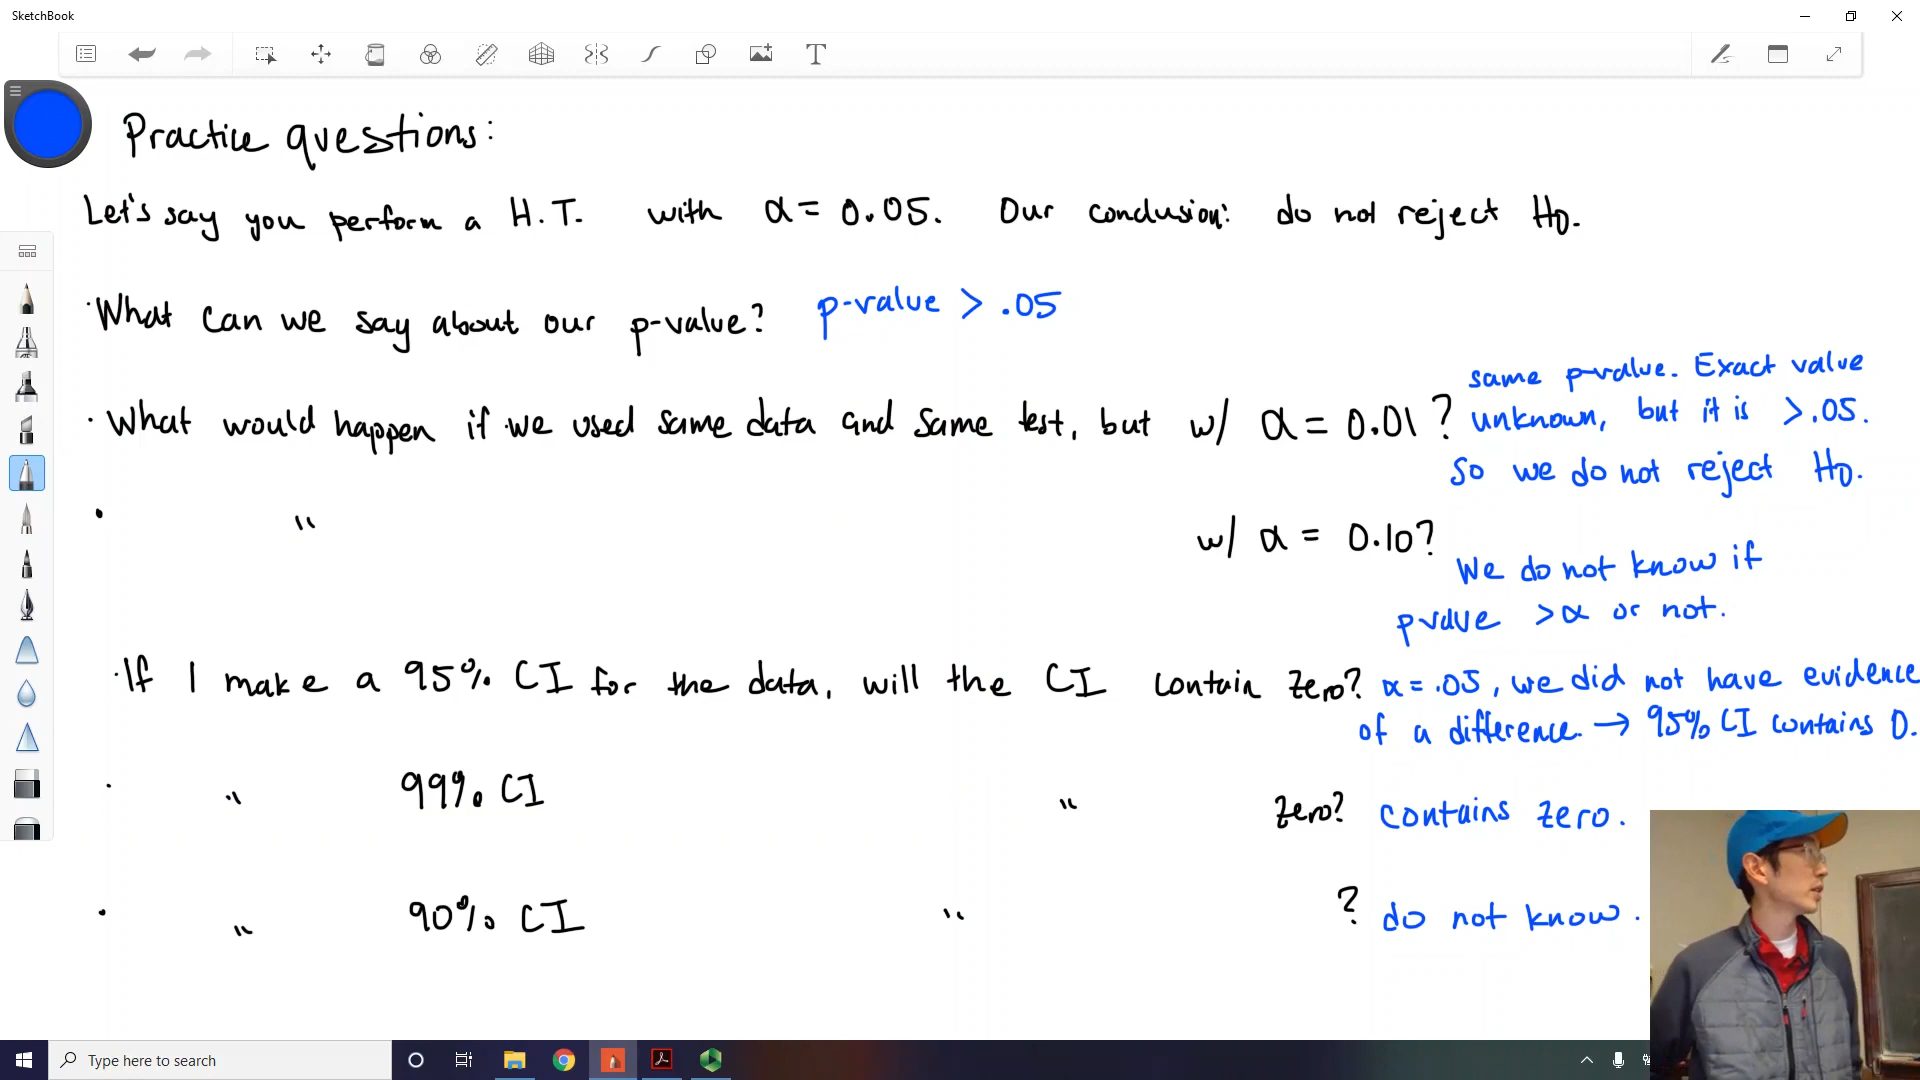 SketchBook
Practice questions:
Let's say you perform a H.T. with α = 0.05. Our conclusion: do not reject H0.
· What can we say about our p-value? p-value > .05
· What would happen if we used same data and same test, but w/ α = 0.01?
same p-value. Exact value
unknown, but it is > .05.
So we do not reject H0.
· " w/ α = 0.10?
We do not know if
pvalue > α or not.
· If I make a 95% CI for the data, will the CI contain zero? α = .05, we did not have evidence
of a difference. → 95% CI contains 0.
· " 99% CI " zero? contains zero.
· " 90% CI " ? do not know.
Type here to search